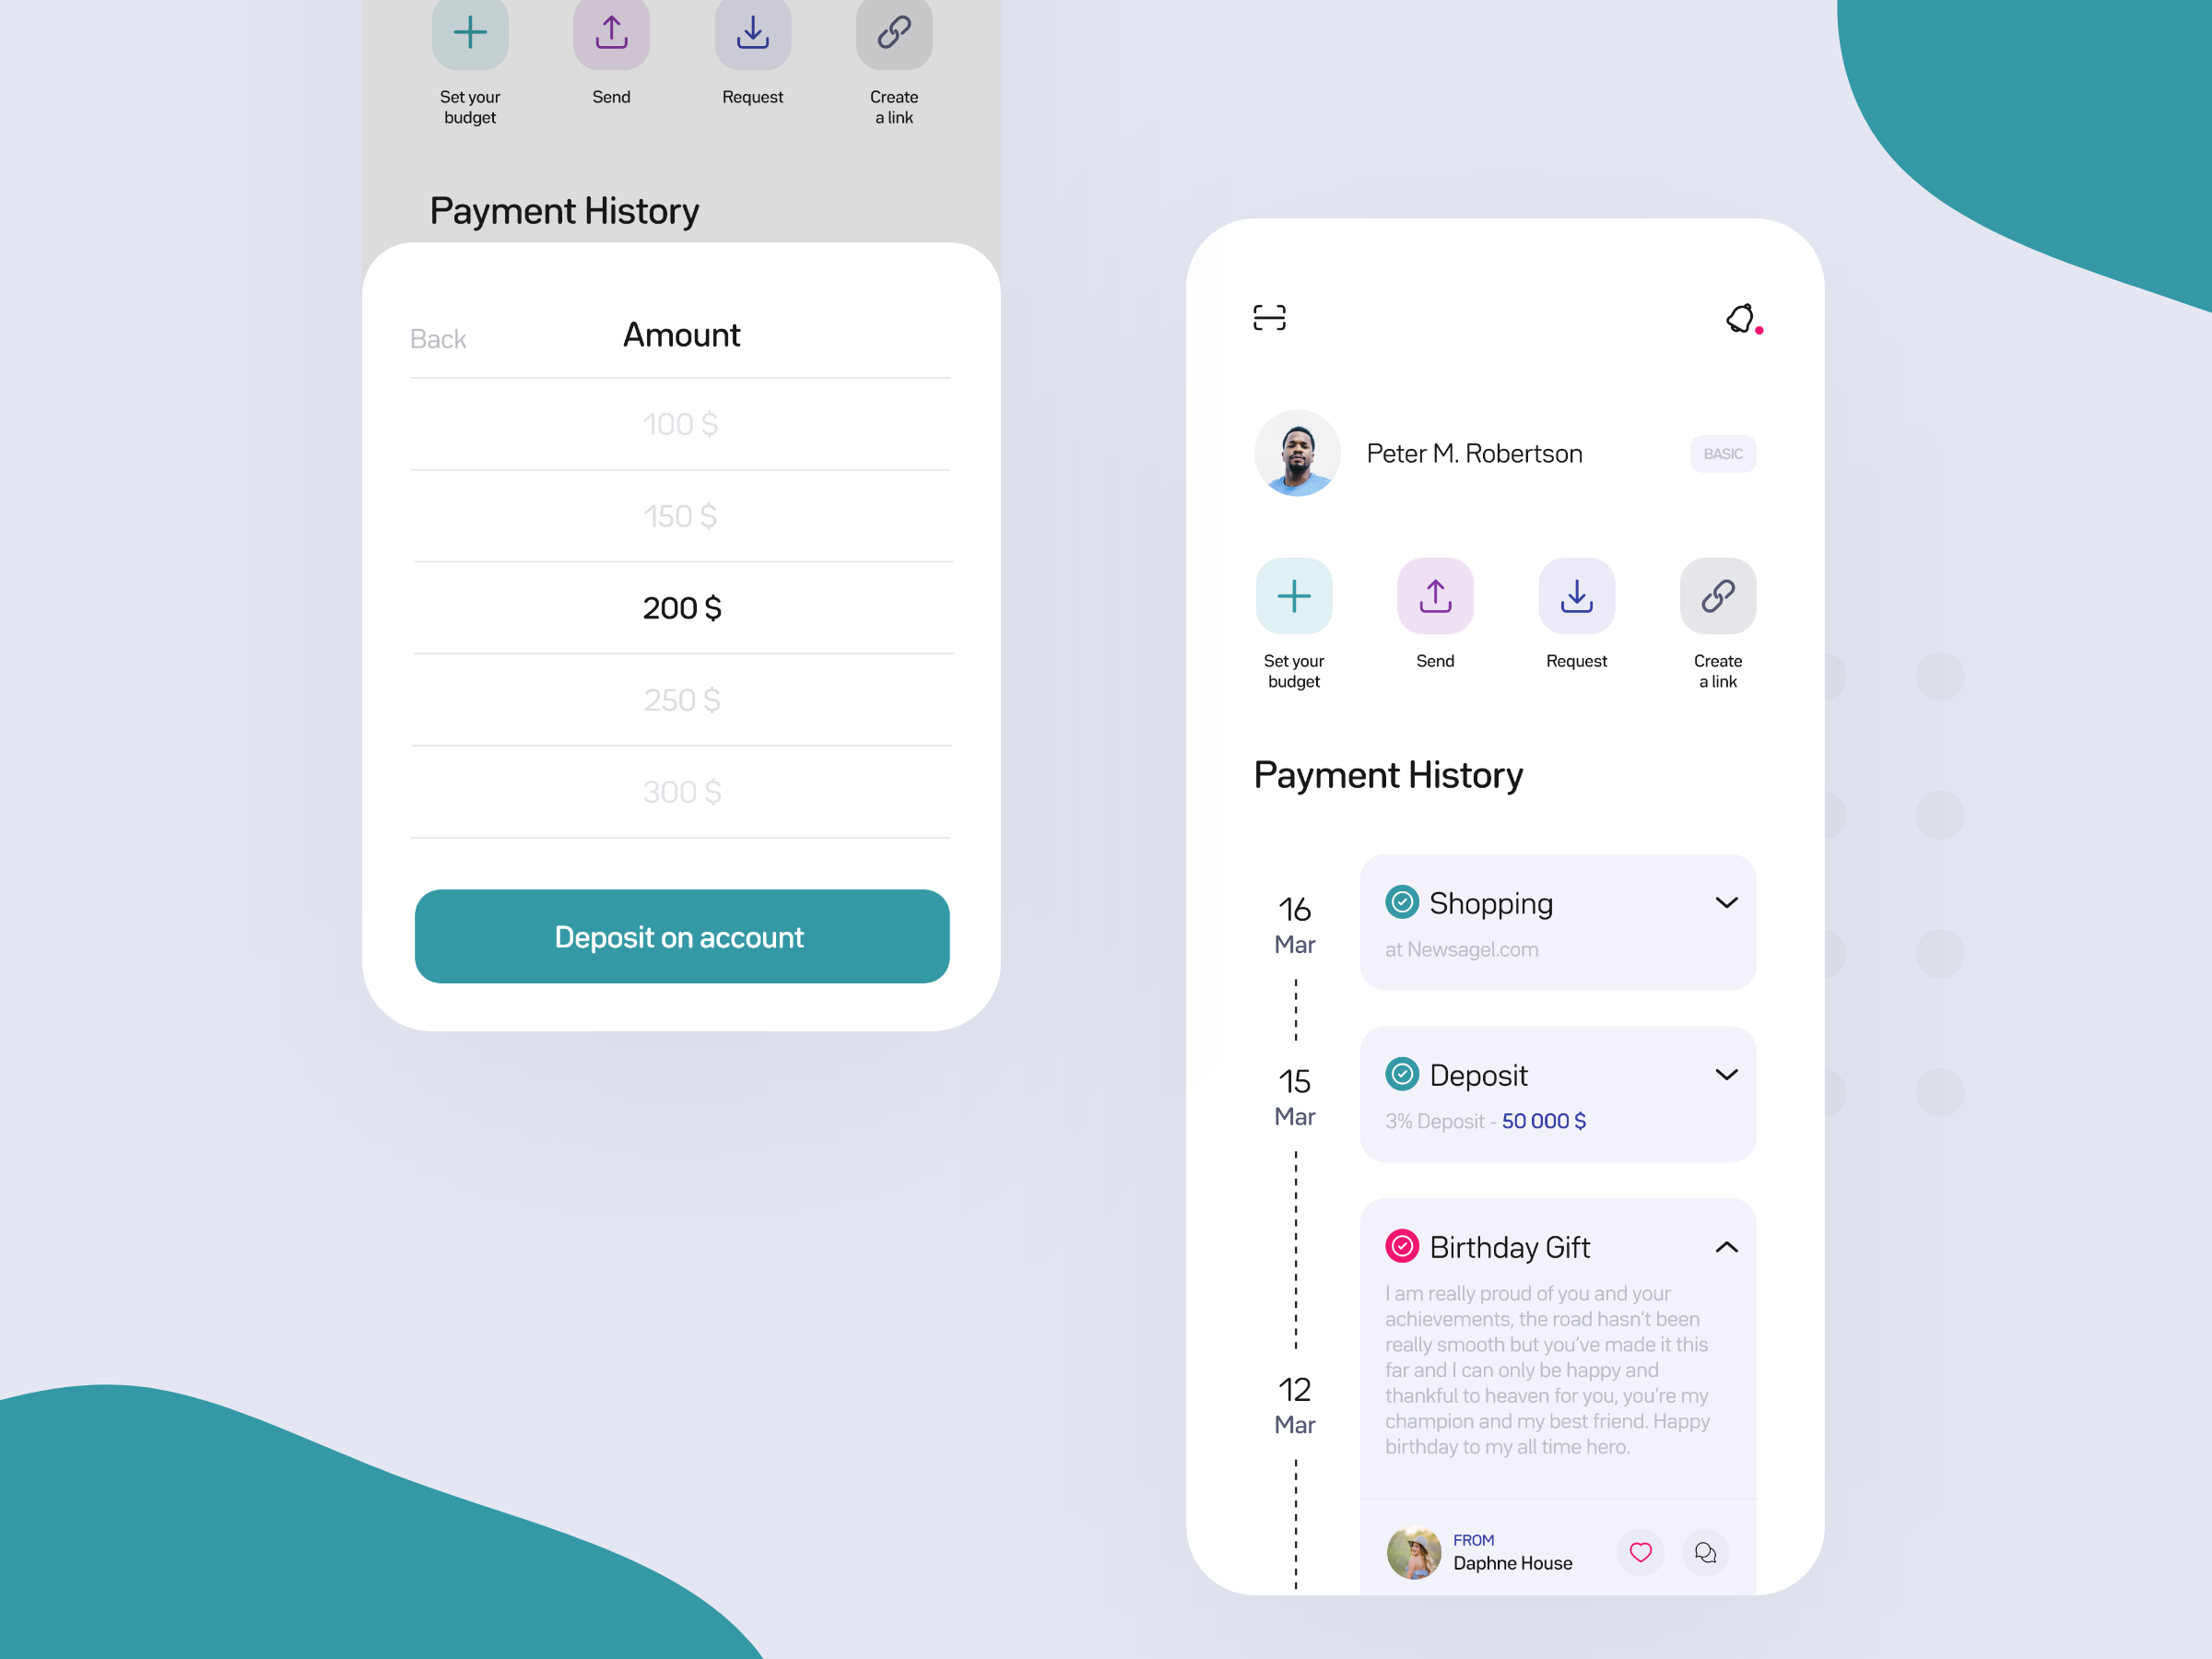 Set your
budget
Send
Request
Create
a link
Payment History
Back
Amount
100 $
150 $
200 $
250 $
300 $
Deposit on account
Peter M. Robertson
BASIC
Set your
budget
Send
Request
Create
a link
Payment History
16
Mar
Shopping
at Newsagel.com
15
Mar
Deposit
3% Deposit - 50 000 $
12
Mar
Birthday Gift
I am really proud of you and your
achievements, the road hasn’t been
really smooth but you’ve made it this
far and I can only be happy and
thankful to heaven for you, you’re my
champion and my best friend. Happy
birthday to my all time hero.
FROM
Daphne House